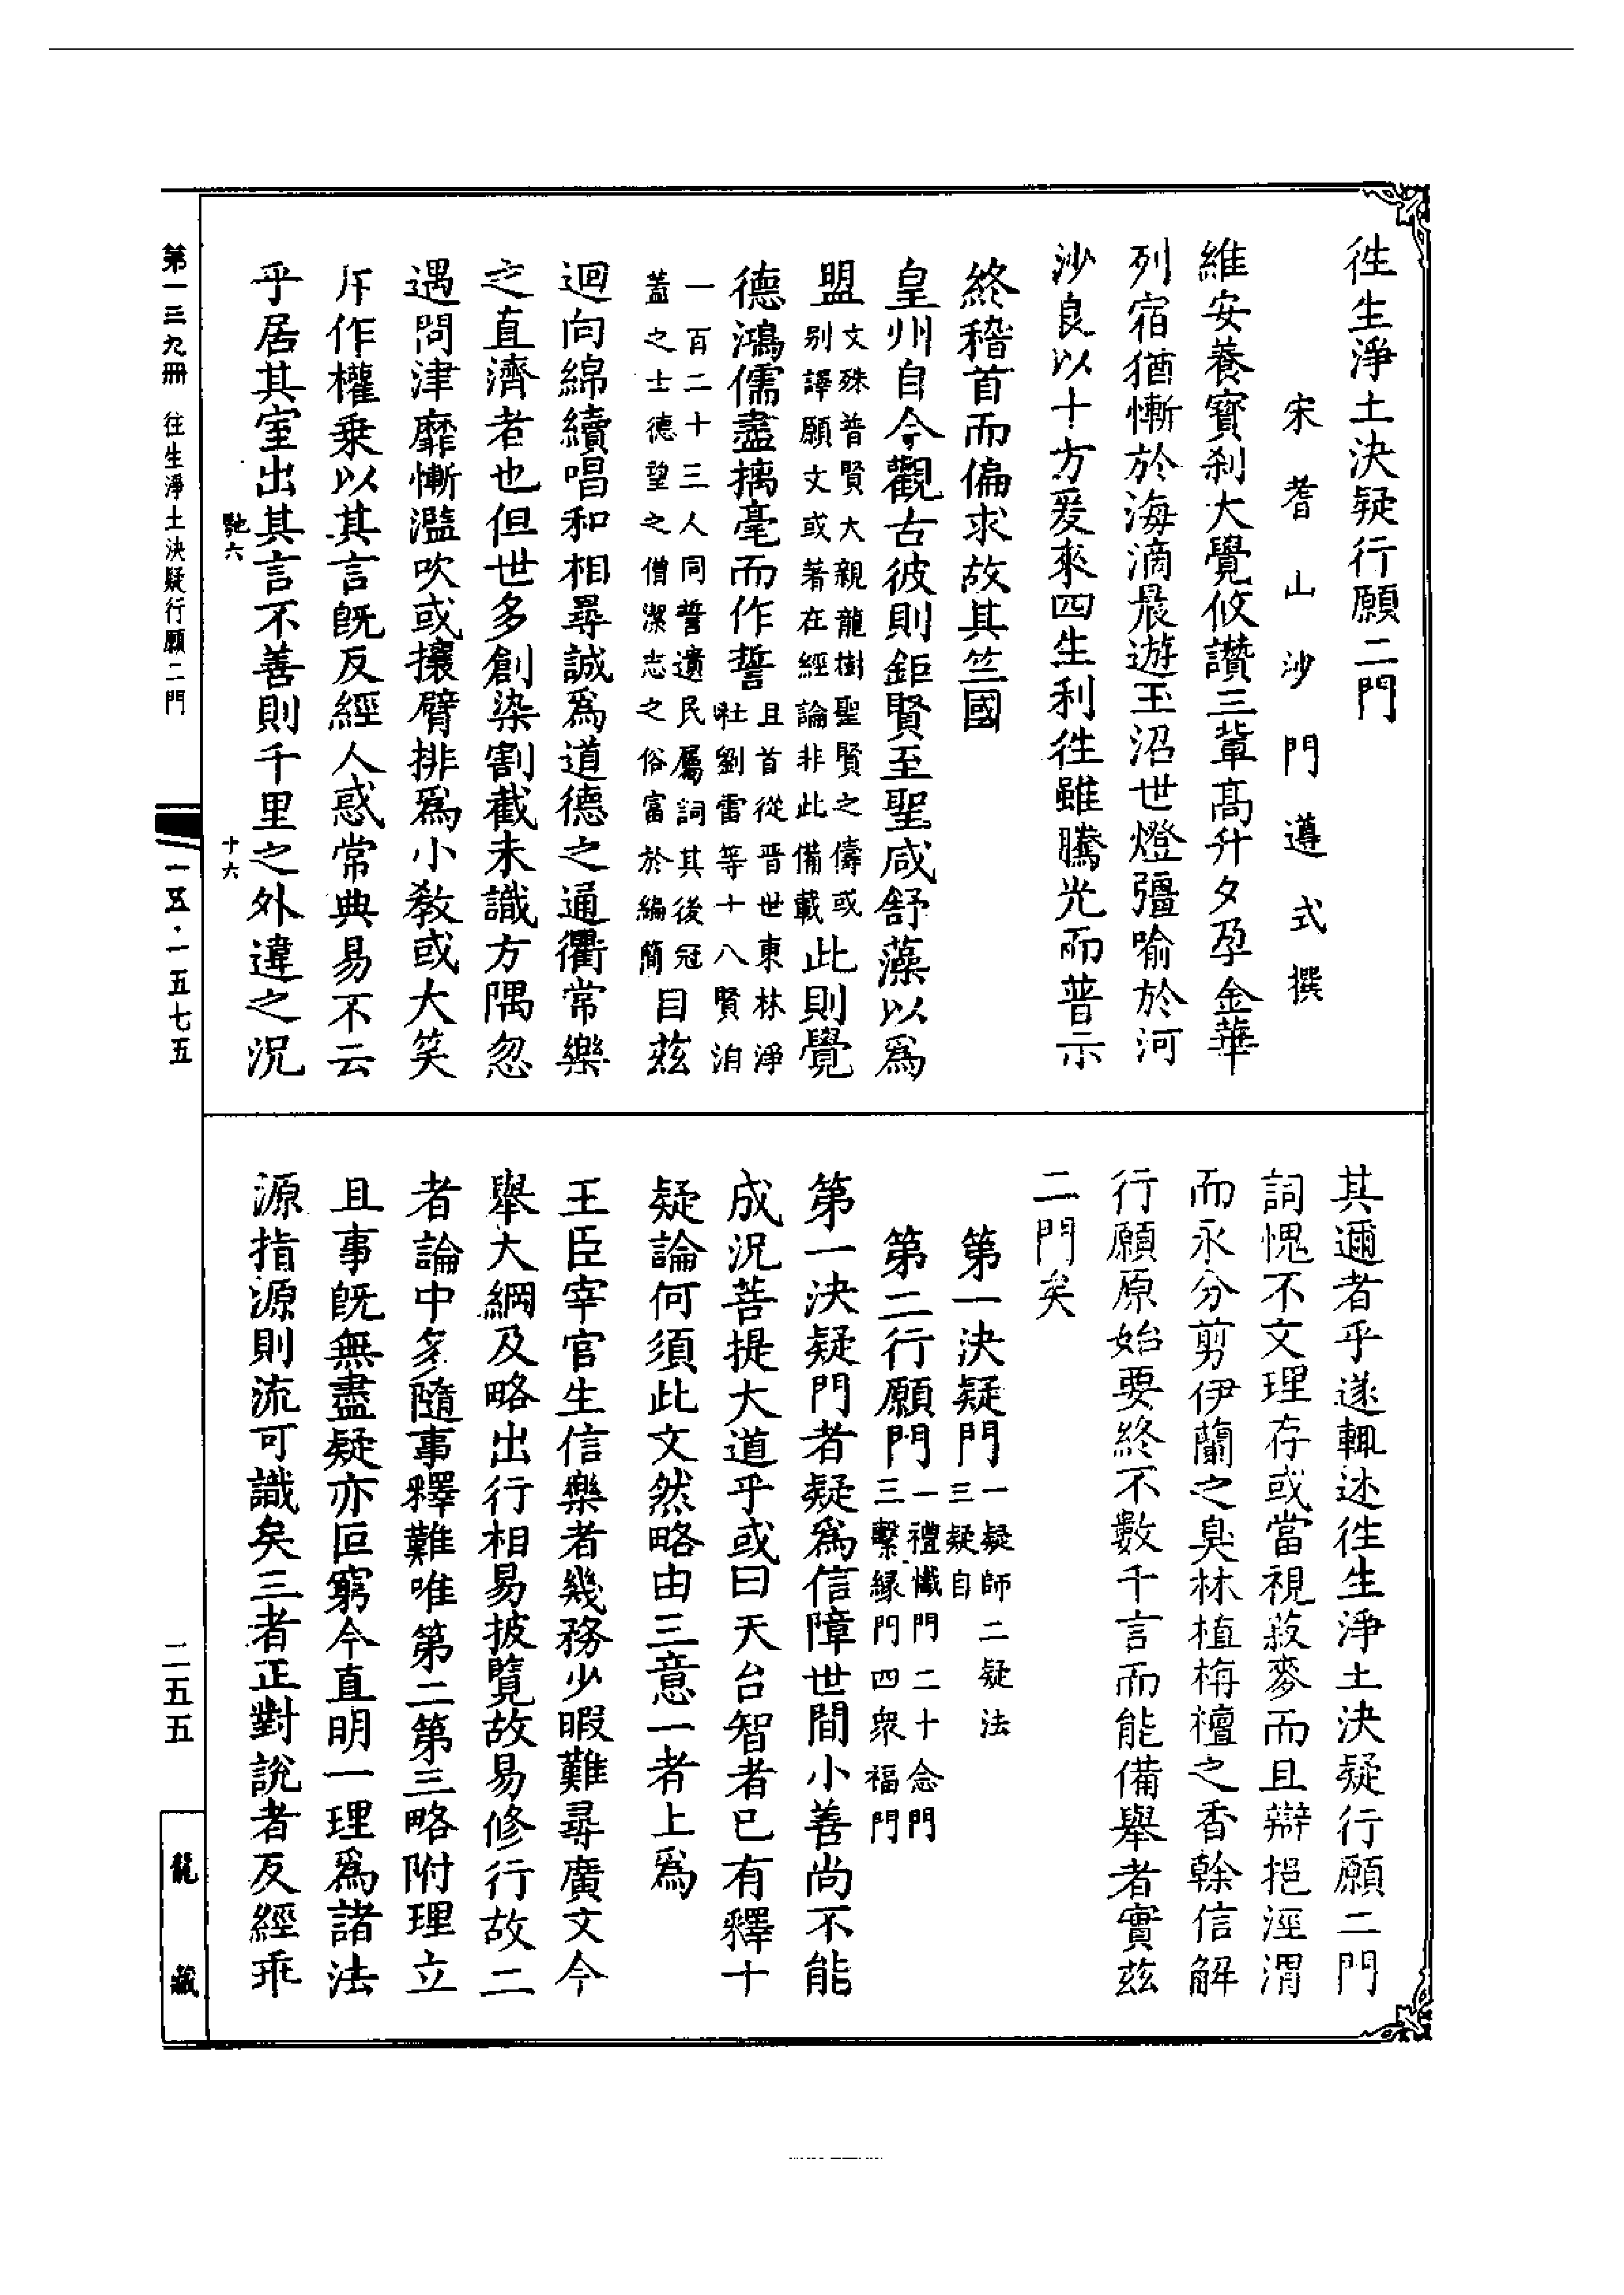 徃生淨土決疑行願二門
宋耆山沙門遵式撰
維安養寳刹大覺攸讚三輩髙升夕孕金華
列宿猶慚於海滴晨遊玉沼世燈彊喻於河
沙良以十方爰來四生利徃雖騰光而普示
終稽首而偏求故其竺國
皇州自今觀古彼則鉅賢至聖咸舒藻以爲
盟文殊普賢大親龍樹聖賢之儔或
别譯願文或著在經論非此備載此則覺
德鴻儒盡摛毫而作誓且首從晉世東林淨
社劉雷等十八賢洎
一百二十三人同誓遺民屬詞其後冠
蓋之士德望之僧潔志之俗富於編簡自茲
迴向綿續唱和相尋誠爲道德之通衢常樂
之直濟者也但世多創染割截未識方隅忽
遇問津靡慚濫吹或攘臂排爲小教或大笑
斥作權乗以其言旣反經人惑常典易不云
乎居其室出其言不善則千里之外違之況
其邇者乎遂輒述徃生淨土決疑行願二門
詞愧不文理存或當視菽麥而且辯挹涇渭
而永分剪伊蘭之臭林植栴檀之香榦信解
行願原始要終不數千言而能備舉者實茲
二門矣
第一決疑門一疑師二疑法
三疑自
第二行願門一禮懺門二十念門
三繫緣門四衆福門
第一決疑門者疑爲信障世間小善尚不能
成況菩提大道乎或曰天台智者已有釋十
疑論何須此文然略由三意一者上爲
王臣宰官生信樂者幾務少暇難尋廣文今
舉大綱及略出行相易披覽故易修行故二
者論中多隨事釋難唯第二第三略附理立
且事旣無盡疑亦叵窮今直明一理爲諸法
源指源則流可識矣三者正對說者反經乖
第一三九冊 往生淨土決疑行願二門
馳六
十六
一五·一五七五
二五五
龍藏